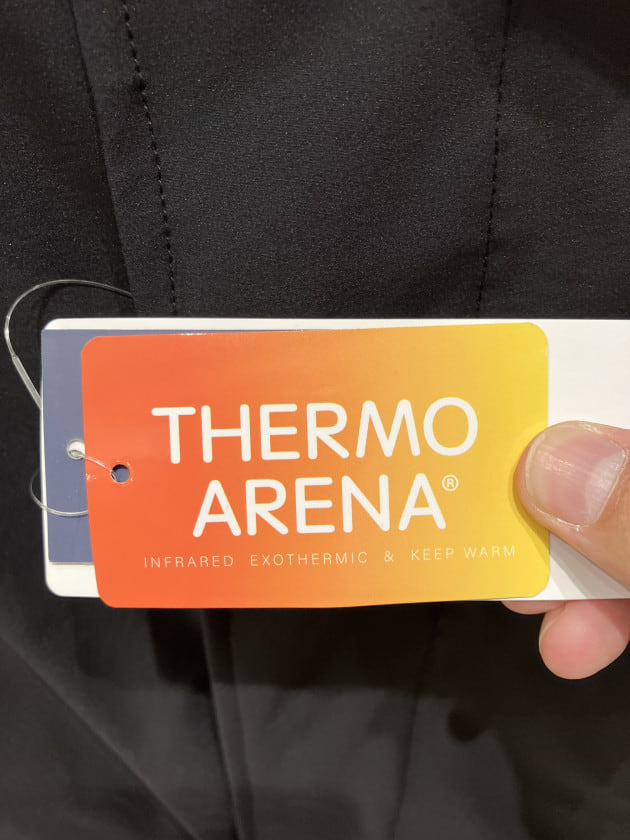 THERMO
ARENA®
INFRARED EXOTHERMIC & KEEP WARM